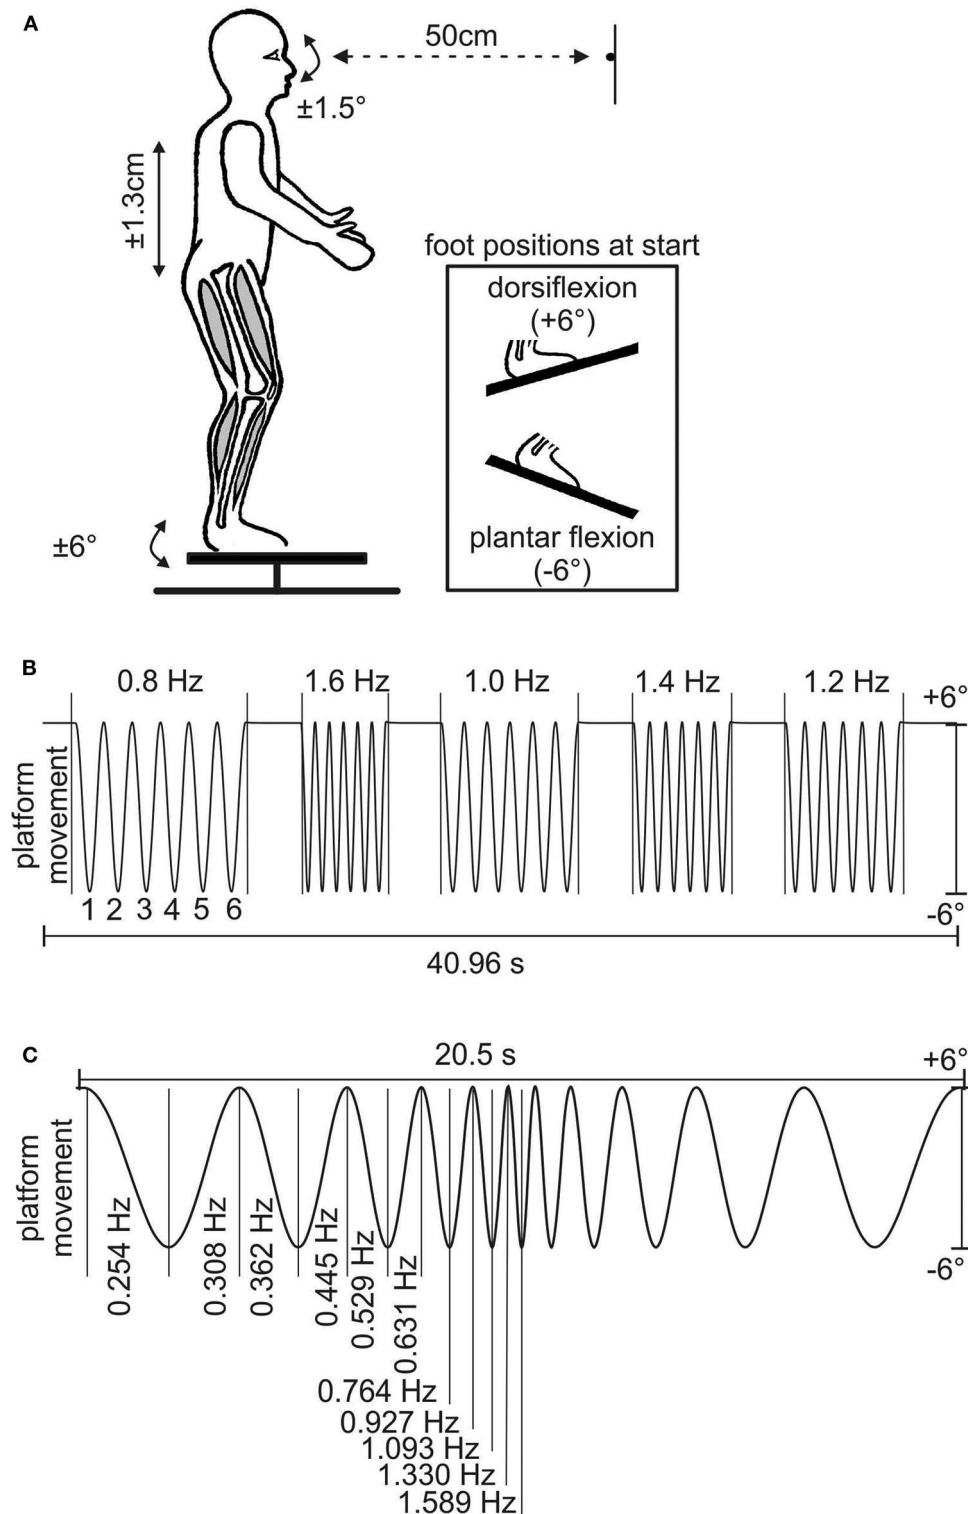 A
50cm
±1.5°
±1.3cm
foot positions at start
dorsiflexion
(+6°)
plantar flexion
(-6°)
±6°
B
0.8 Hz
1.6 Hz
1.0 Hz
1.4 Hz
1.2 Hz
+6°
platform
movement
1 2 3 4 5 6
-6°
40.96 s
C
20.5 s
+6°
platform
movement
0.254 Hz
0.308 Hz
0.362 Hz
0.445 Hz
0.529 Hz
0.631 Hz
-6°
0.764 Hz
0.927 Hz
1.093 Hz
1.330 Hz
1.589 Hz